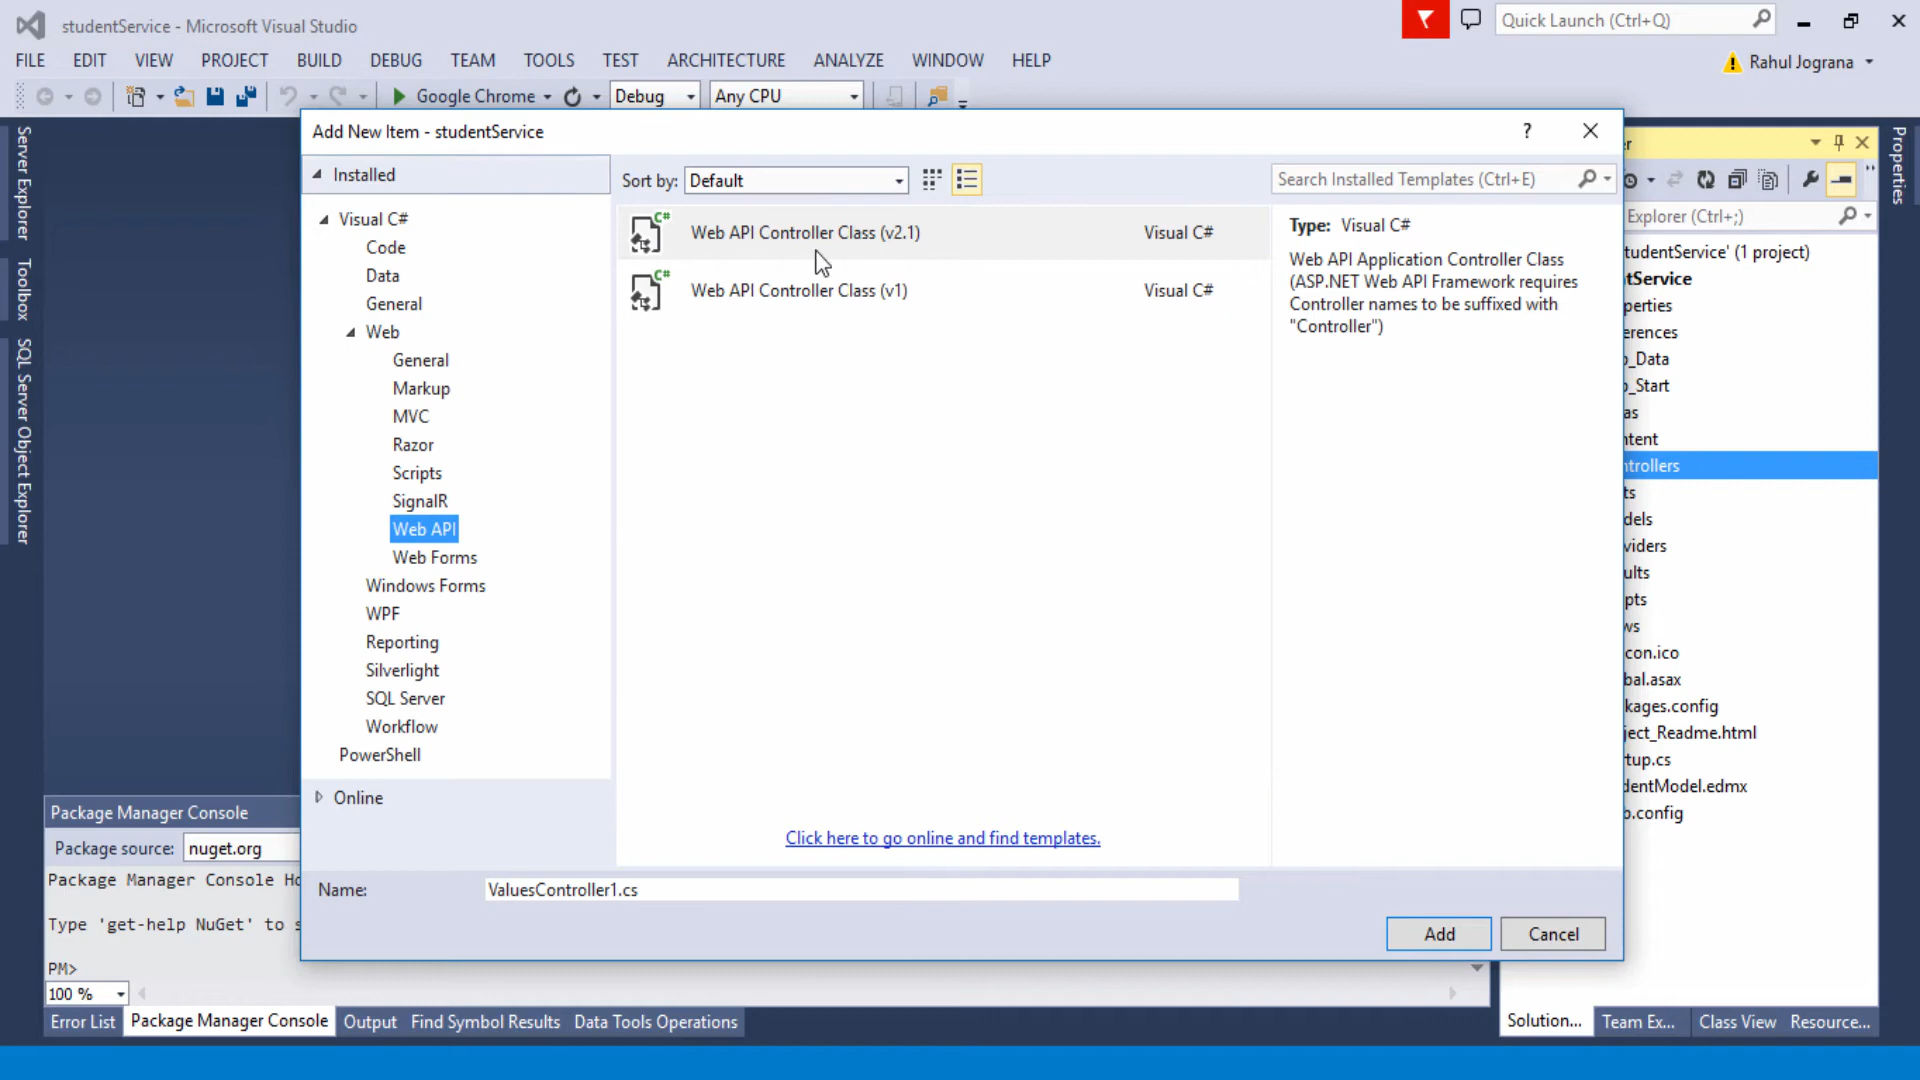 studentService - Microsoft Visual Studio
Quick Launch (Ctrl+Q)
FILE EDIT VIEW PROJECT BUILD DEBUG TEAM TOOLS TEST ARCHITECTURE ANALYZE WINDOW HELP
Rahul Jograna
Google Chrome Debug Any CPU
Server Explorer
Toolbox
SQL Server Object Explorer
Add New Item - studentService
?
Installed
Visual C#
Code
Data
General
Web
General
Markup
MVC
Razor
Scripts
SignalR
Web API
Web Forms
Windows Forms
WPF
Reporting
Silverlight
SQL Server
Workflow
PowerShell
Online
Sort by: Default
Search Installed Templates (Ctrl+E)
C# Web API Controller Class (v2.1) Visual C#
C# Web API Controller Class (v1) Visual C#
Click here to go online and find templates.
Type: Visual C#
Web API Application Controller Class
(ASP.NET Web API Framework requires
Controller names to be suffixed with
"Controller")
Name: ValuesController1.cs
Add Cancel
r
Explorer (Ctrl+;)
tudentService' (1 project)
tService
perties
erences
_Data
_Start
as
ntent
ntrollers
ts
dels
viders
ults
pts
ws
con.ico
bal.asax
kages.config
ject_Readme.html
rtup.cs
dentModel.edmx
b.config
Properties
Package Manager Console
Package source: nuget.org
Package Manager Console Ho
Type 'get-help NuGet' to s
PM>
100 %
Error List Package Manager Console Output Find Symbol Results Data Tools Operations
Solution... Team Ex... Class View Resource...